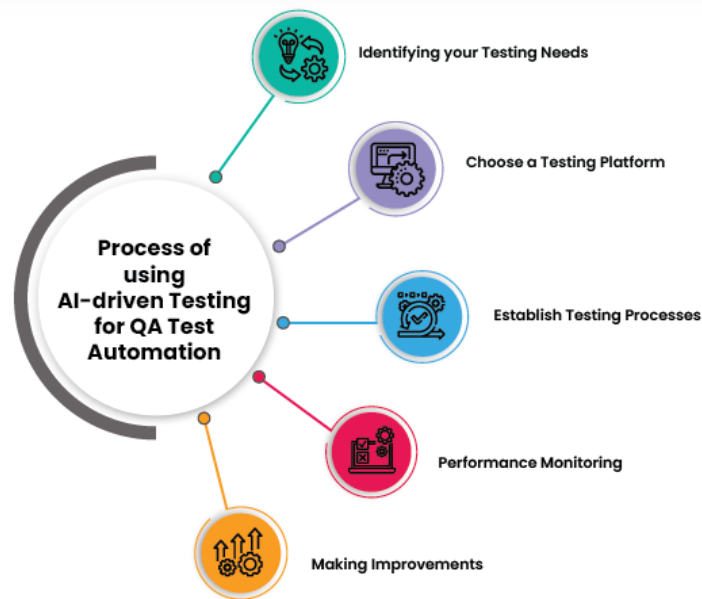 Identifying your Testing Needs
Choose a Testing Platform
Process of
using
AI-driven Testing
for QA Test
Automation
Establish Testing Processes
Performance Monitoring
Making Improvements